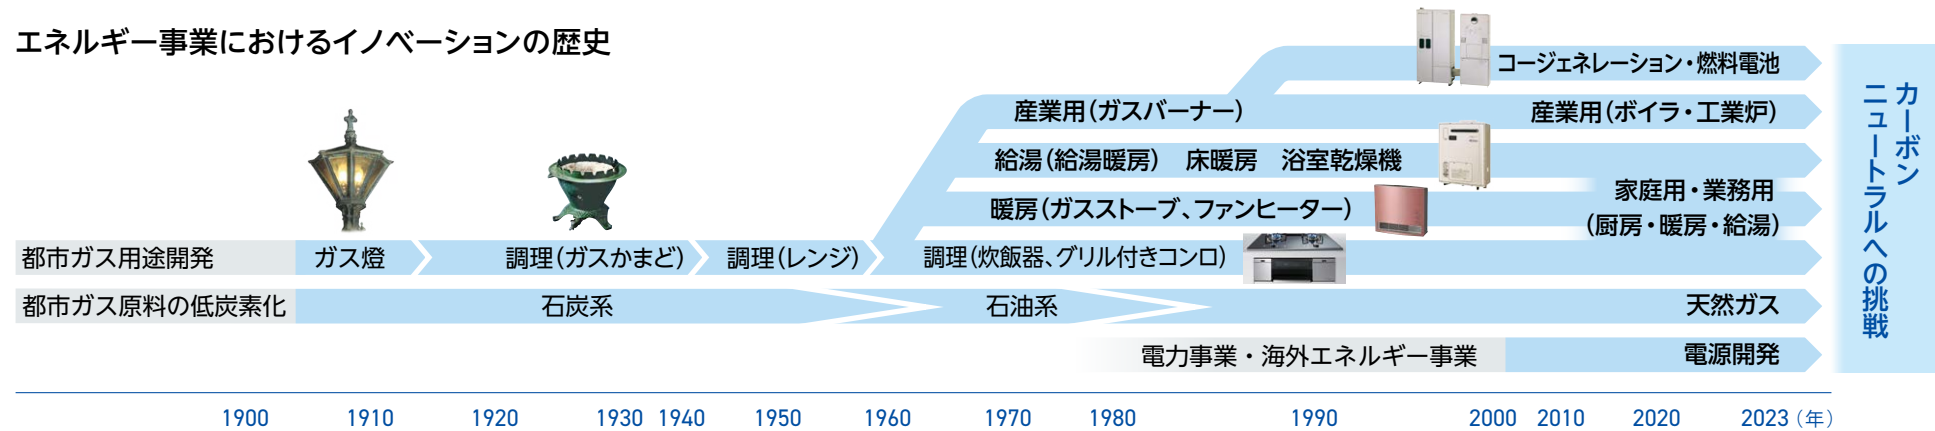 エネルギー事業におけるイノベーションの歴史
コージェネレーション・燃料電池
産業用(ガスバーナー)
産業用(ボイラ・工業炉)
給湯(給湯暖房) 床暖房 浴室乾燥機
暖房(ガスストーブ、ファンヒーター)
家庭用・業務用
(厨房・暖房・給湯)
都市ガス用途開発
ガス燈
調理(ガスかまど)
調理(レンジ)
調理(炊飯器、グリル付きコンロ)
都市ガス原料の低炭素化
石炭系
石油系
天然ガス
電力事業・海外エネルギー事業
電源開発
カーボン
ニュートラルへの挑戦
1900 1910 1920 1930 1940 1950 1960 1970 1980 1990 2000 2010 2020 2023(年)